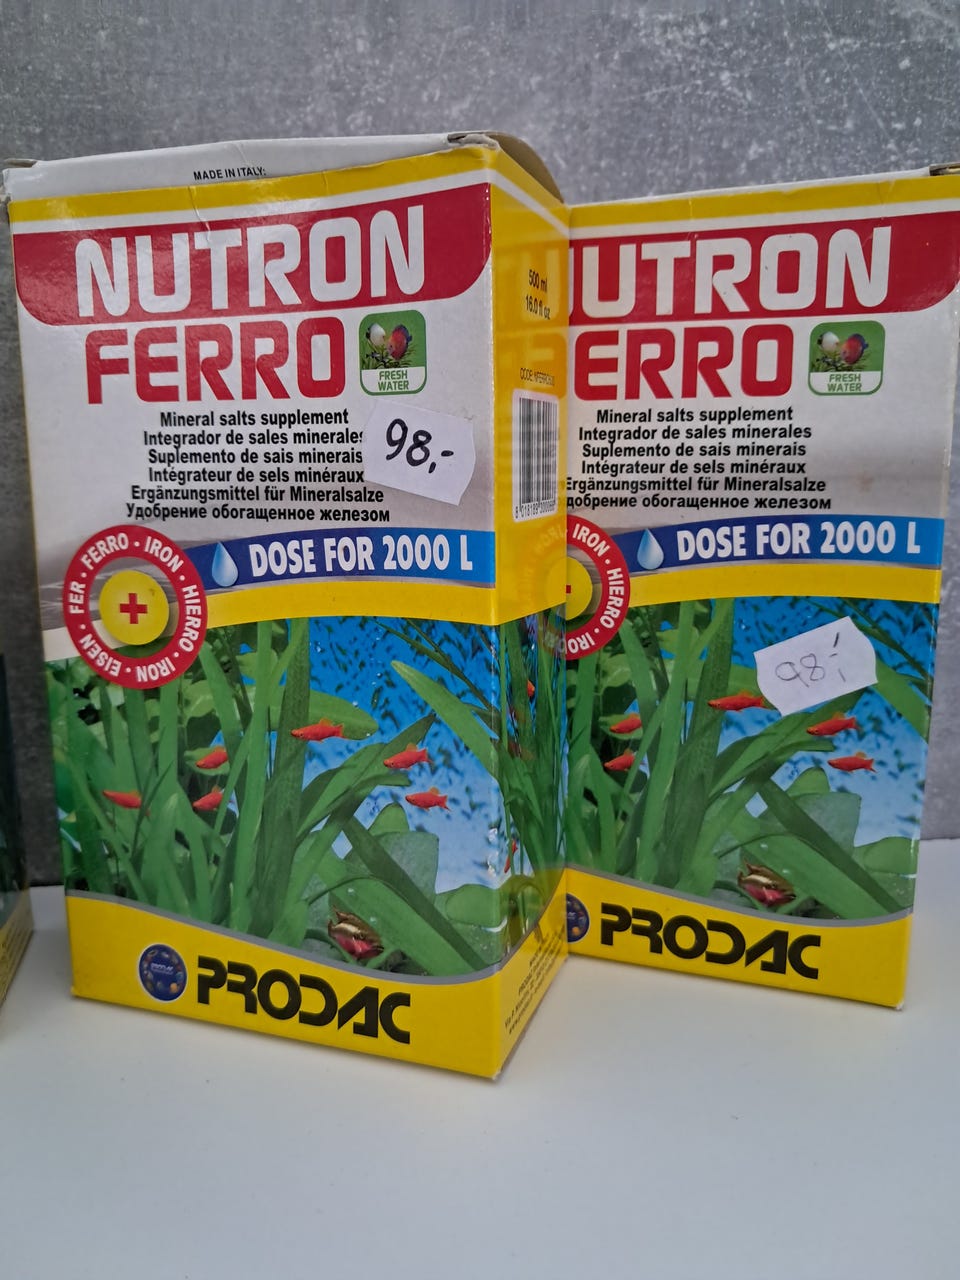 MADE IN ITALY:
NUTRON
FERRO
FRESH
WATER
Mineral salts supplement
Integrador de sales minerales
Suplemento de sais minerais
Intégrateur de sels minéraux
Ergänzungsmittel für Mineralsalze
Удобрение обогащенное железом
98,-
FERRO · IRON · HIERRO · IRON · EISEN · FER ·
DOSE FOR 2000 L
PRODAC
500 ml
16.0 fl oz
UTRON
ERRO
FRESH
WATER
Mineral salts supplement
Integrador de sales minerales
Suplemento de sais minerais
Intégrateur de sels minéraux
Ergänzungsmittel für Mineralsalze
добрение обогащенное железом
IRON · HIERRO ·
DOSE FOR 2000 L
98,-
PRODAC